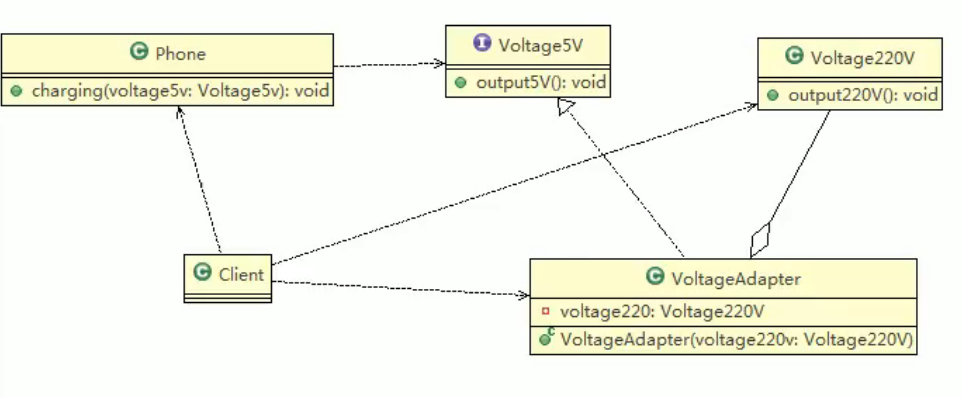 Phone
charging(voltage5v: Voltage5v): void
Voltage5V
output5V(): void
Voltage220V
output220V(): void
Client
VoltageAdapter
voltage220: Voltage220V
VoltageAdapter(voltage220v: Voltage220V)